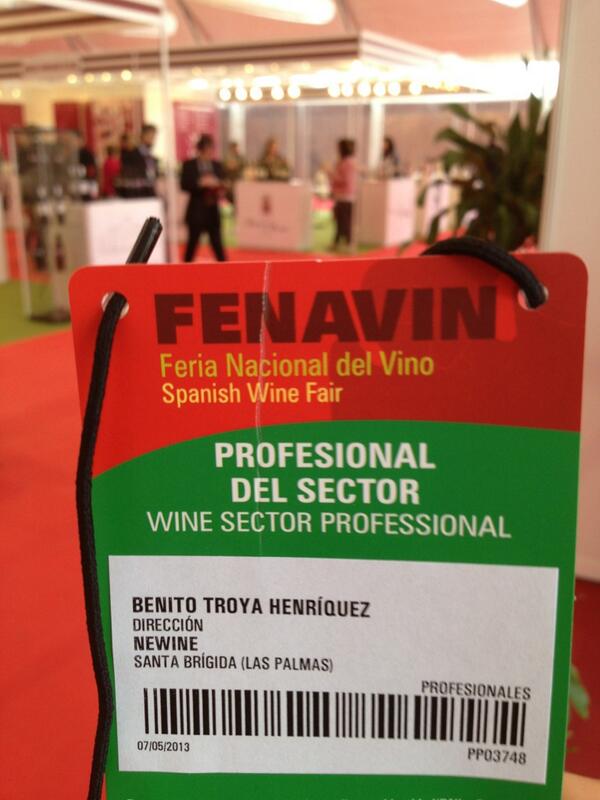 FENAVIN
Feria Nacional del Vino
Spanish Wine Fair
PROFESIONAL
DEL SECTOR
WINE SECTOR PROFESSIONAL
BENITO TROYA HENRÍQUEZ
DIRECCIÓN
NEWINE
SANTA BRÍGIDA (LAS PALMAS)
PROFESIONALES
07/05/2013
PP03748